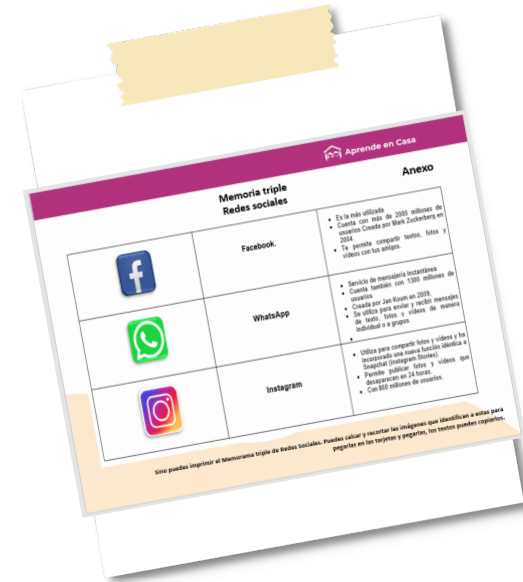 Aprende en Casa
Anexo
Memoria triple
Redes sociales
Facebook.
• Es la más utilizada
• Cuenta con más de 2000 millones de
usuarios Creada por Mark Zuckerberg en
2004.
• Te permite compartir textos, fotos y
vídeos con tus amigos.
WhatsApp
• Servicio de mensajería instantánea
• Cuenta también con 1300 millones de
usuarios
• Creada por Jan Koum en 2009.
• Se utiliza para enviar y recibir mensajes
de texto, fotos y vídeos de manera
individual o a grupos.
•
Instagram
• Utiliza para compartir fotos y vídeos y ha
incorporado una nueva función idéntica a
Snapchat (Instagram Stories).
• Permite publicar fotos y vídeos que
desaparecen en 24 horas.
• Con 800 millones de usuarios.
Sino puedes imprimir el Memorama triple de Redes Sociales. Puedes calcar y recortar las imágenes que identifican a estas para
pegarlas en las tarjetas y pegarlas, los textos puedes copiarlos.